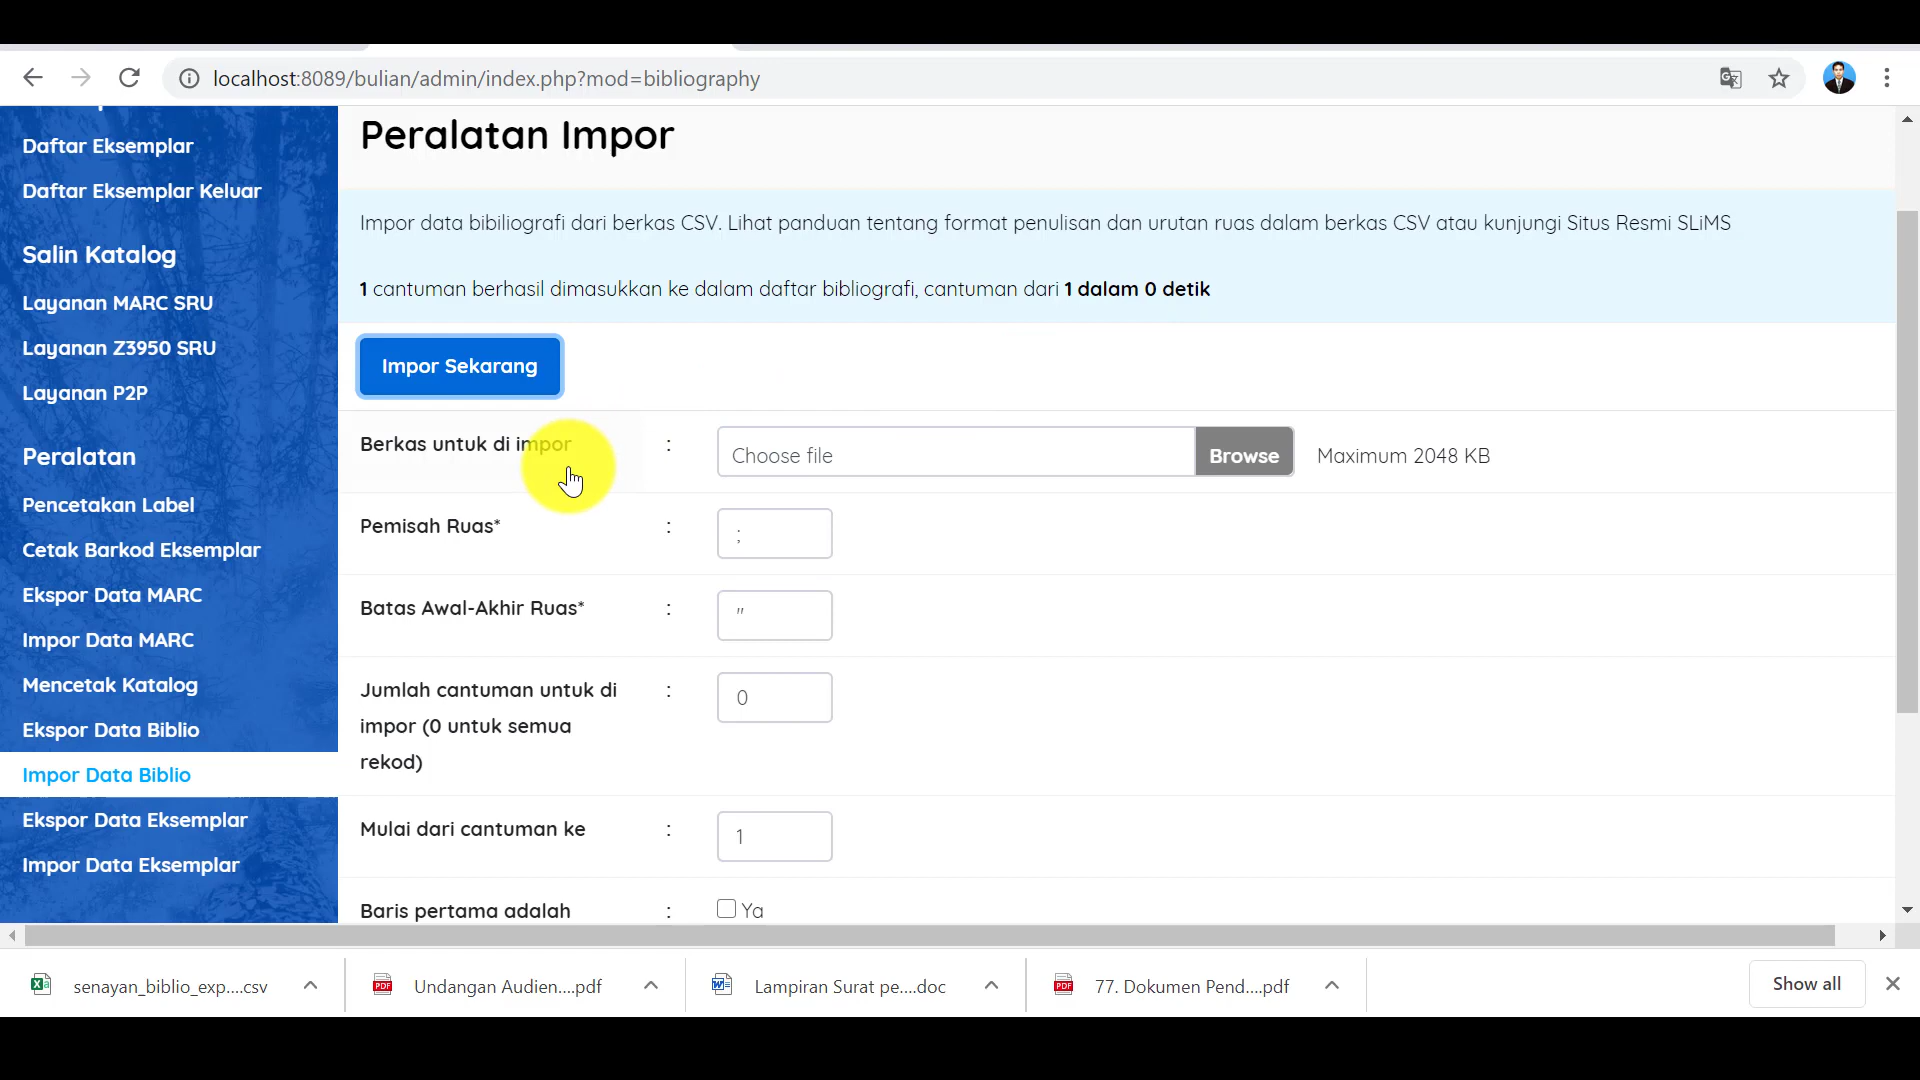 localhost:8089/bulian/admin/index.php?mod=bibliography
Daftar Eksemplar
Daftar Eksemplar Keluar
Salin Katalog
Layanan MARC SRU
Layanan Z3950 SRU
Layanan P2P
Peralatan
Pencetakan Label
Cetak Barkod Eksemplar
Ekspor Data MARC
Impor Data MARC
Mencetak Katalog
Ekspor Data Biblio
Impor Data Biblio
Ekspor Data Eksemplar
Impor Data Eksemplar
Peralatan Impor
Impor data bibiliografi dari berkas CSV. Lihat panduan tentang format penulisan dan urutan ruas dalam berkas CSV atau kunjungi Situs Resmi SLiMS
1 cantuman berhasil dimasukkan ke dalam daftar bibliografi, cantuman dari 1 dalam 0 detik
Impor Sekarang
Berkas untuk di impor : Choose file Browse Maximum 2048 KB
Pemisah Ruas* : ;
Batas Awal-Akhir Ruas* : "
Jumlah cantuman untuk di : 0
impor (0 untuk semua
rekod)
Mulai dari cantuman ke : 1
Baris pertama adalah : Ya
senayan_biblio_exp....csv
Undangan Audien....pdf
Lampiran Surat pe....doc
77. Dokumen Pend....pdf
Show all